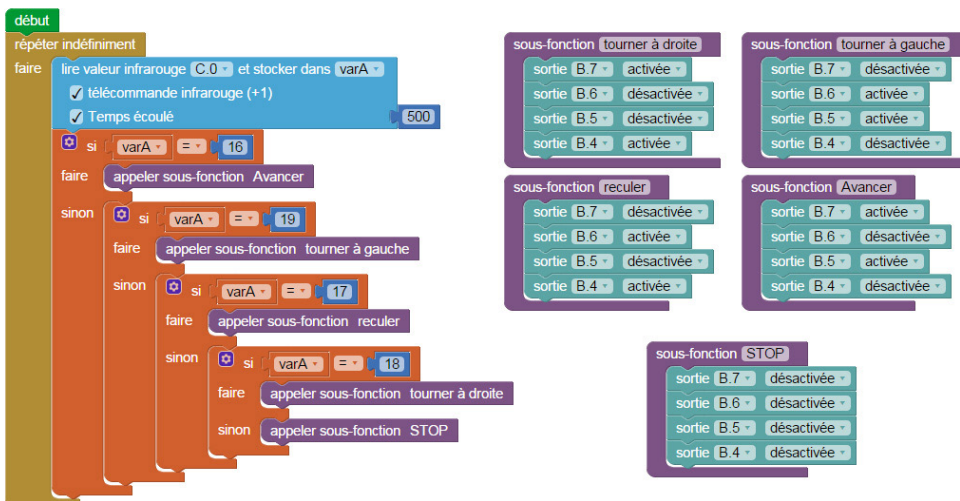 début
répéter indéfiniment
faire lire valeur infrarouge C.0 et stocker dans varA
télécommande infrarouge (+1)
Temps écoulé 500
si varA = 16
faire appeler sous-fonction Avancer
sinon si varA = 19
faire appeler sous-fonction tourner à gauche
sinon si varA = 17
faire appeler sous-fonction reculer
sinon si varA = 18
faire appeler sous-fonction tourner à droite
sinon appeler sous-fonction STOP
sous-fonction tourner à droite
sortie B.7 activée
sortie B.6 désactivée
sortie B.5 désactivée
sortie B.4 activée
sous-fonction tourner à gauche
sortie B.7 désactivée
sortie B.6 activée
sortie B.5 activée
sortie B.4 désactivée
sous-fonction reculer
sortie B.7 désactivée
sortie B.6 activée
sortie B.5 désactivée
sortie B.4 activée
sous-fonction Avancer
sortie B.7 activée
sortie B.6 désactivée
sortie B.5 activée
sortie B.4 désactivée
sous-fonction STOP
sortie B.7 désactivée
sortie B.6 désactivée
sortie B.5 désactivée
sortie B.4 désactivée